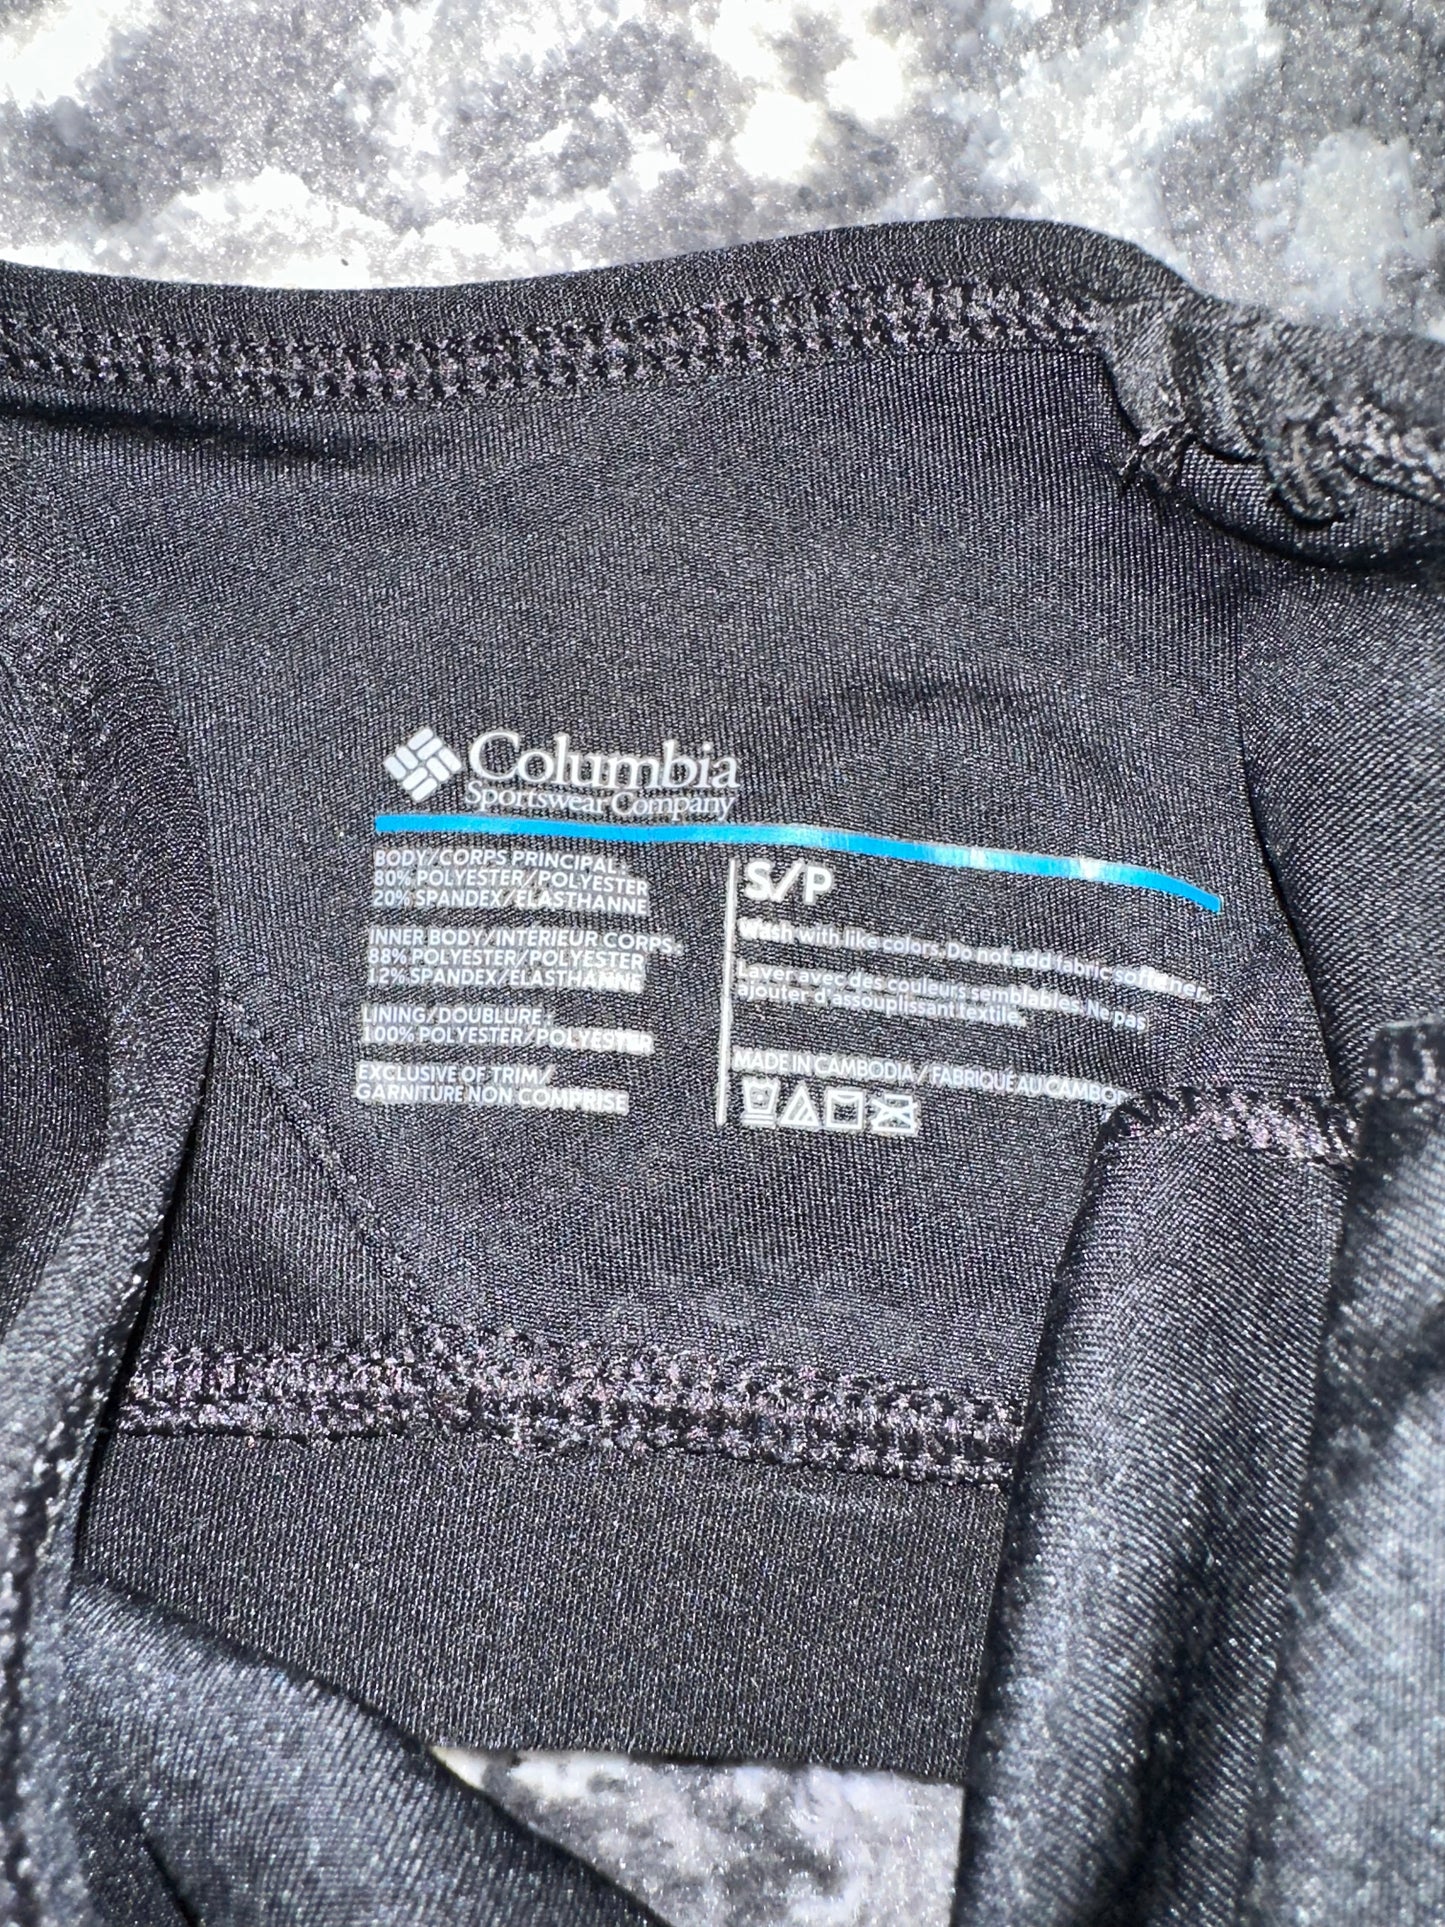 Columbia
Sportswear Company
BODY/CORPS PRINCIPAL:
80% POLYESTER/POLYESTER
20% SPANDEX/ÉLASTHANNE
INNER BODY/INTÉRIEUR CORPS:
88% POLYESTER/POLYESTER
12% SPANDEX/ÉLASTHANNE
LINING/DOUBLURE:
100% POLYESTER/POLYESTER
EXCLUSIVE OF TRIM/
GARNITURE NON COMPRISE
S/P
Wash with like colors. Do not add fabric softener.
Laver avec des couleurs semblables. Ne pas
ajouter d'assouplissant textile.
MADE IN CAMBODIA / FABRIQUÉ AU